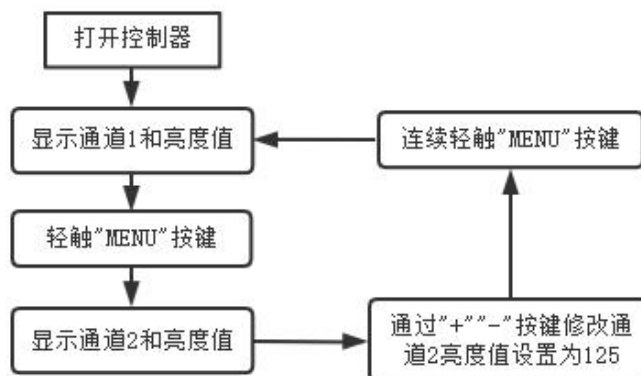 打开控制器
显示通道1和亮度值
连续轻触"MENU"按键
轻触"MENU"按键
显示通道2和亮度值
通过"+""-"按键修改通
道2亮度值设置为125